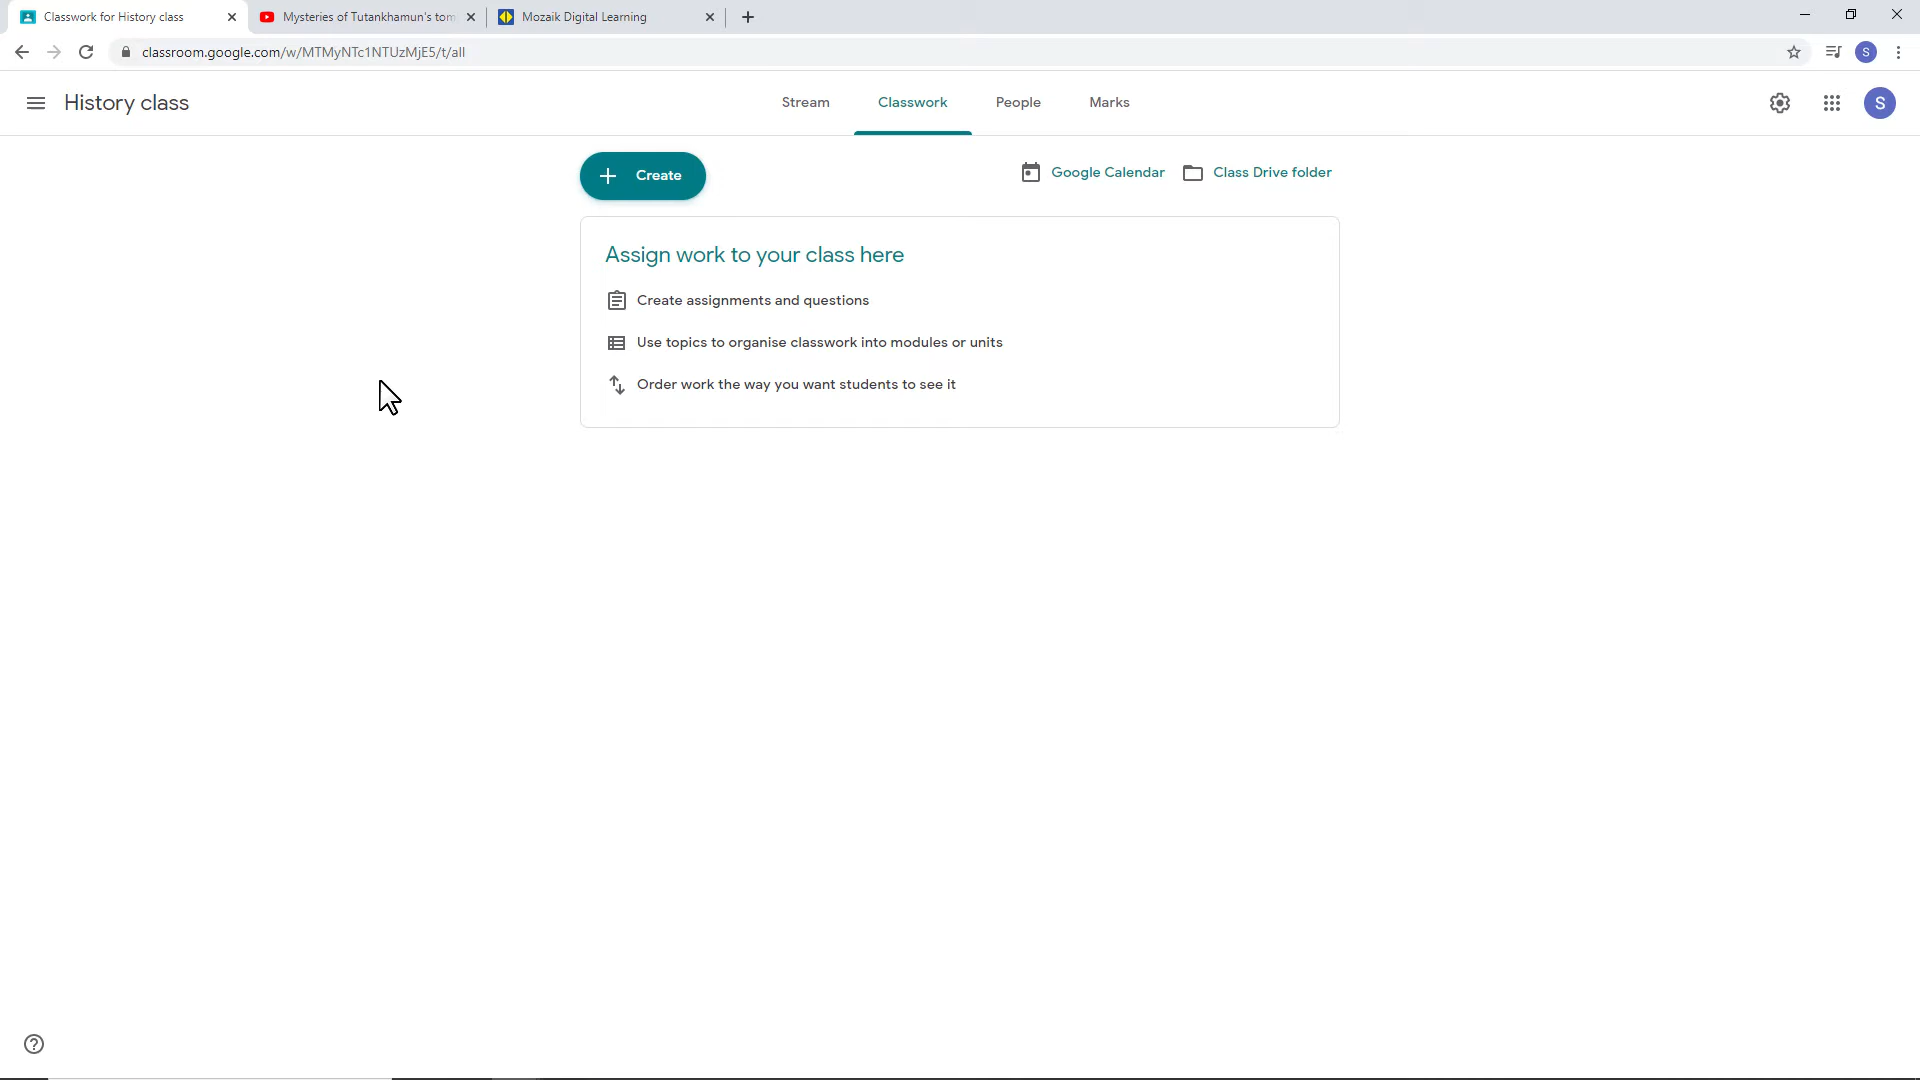 Classwork for History class
Mysteries of Tutankhamun's tom
Mozaik Digital Learning
classroom.google.com/w/MTMyNTc1NTUzMjE5/t/all
S
History class
Stream
Classwork
People
Marks
S
Create
Google Calendar
Class Drive folder
Assign work to your class here
Create assignments and questions
Use topics to organise classwork into modules or units
Order work the way you want students to see it